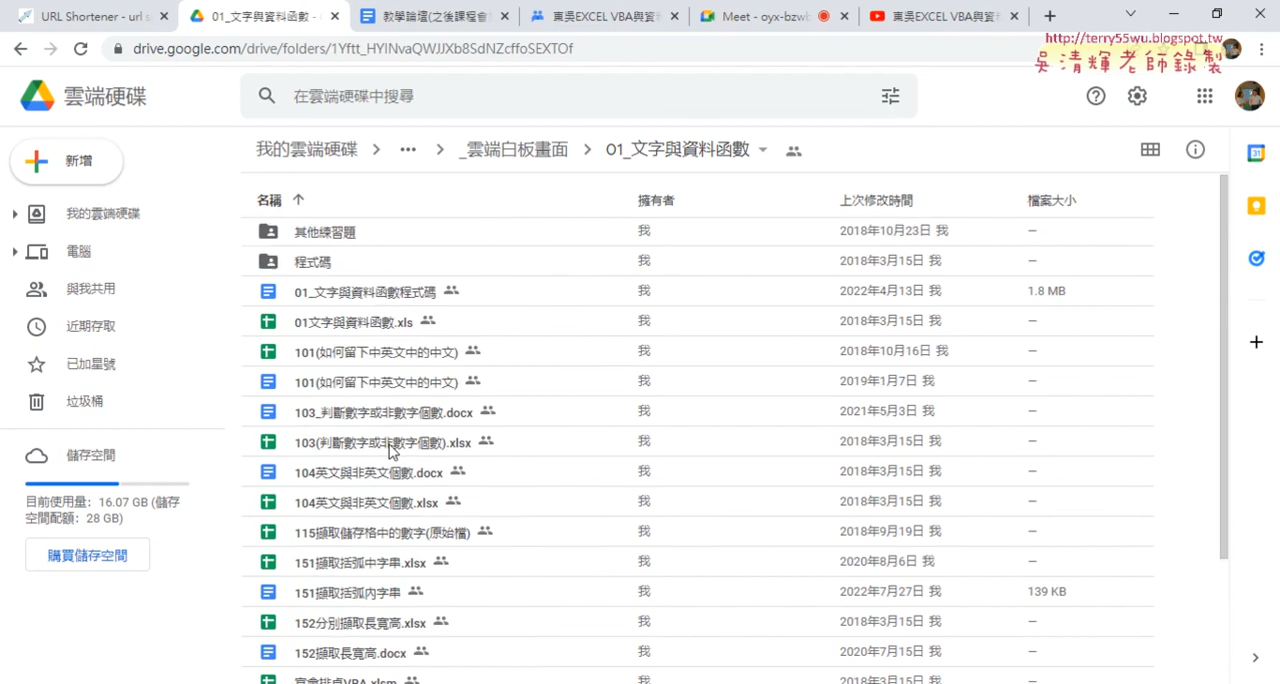 URL Shortener - url s
01_文字與資料函數 -
教學論壇(之後課程會
東吳EXCEL VBA與資料
Meet - oyx-bzwb
東吳EXCEL VBA與資料
drive.google.com/drive/folders/1Yftt_HYlNvaQWJJXb8SdNZcffoSEXTOf
http://terry55wu.blogspot.tw
吳清輝老師錄製
雲端硬碟
在雲端硬碟中搜尋
新增
我的雲端硬碟 > ... > _雲端白板畫面 > 01_文字與資料函數
名稱 擁有者 上次修改時間 檔案大小
我的雲端硬碟
電腦
與我共用
近期存取
已加星號
垃圾桶
儲存空間
目前使用量：16.07 GB (儲存
空間配額：28 GB)
購買儲存空間
其他練習題 我 2018年10月23日 我 —
程式碼 我 2018年3月15日 我 —
01_文字與資料函數程式碼 我 2022年4月13日 我 1.8 MB
01文字與資料函數.xls 我 2018年3月15日 我 —
101(如何留下中英文中的中文) 我 2018年10月16日 我 —
101(如何留下中英文中的中文) 我 2019年1月7日 我 —
103_判斷數字或非數字個數.docx 我 2021年5月3日 我 —
103(判斷數字或非數字個數).xlsx 我 2018年3月15日 我 —
104英文與非英文個數.docx 我 2018年3月15日 我 —
104英文與非英文個數.xlsx 我 2018年3月15日 我 —
115擷取儲存格中的數字(原始檔) 我 2018年9月19日 我 —
151擷取括弧中字串.xlsx 我 2020年8月6日 我 —
151擷取括弧內字串 我 2022年7月27日 我 139 KB
152分別擷取長寬高.xlsx 我 2018年3月15日 我 —
152擷取長寬高.docx 我 2020年7月15日 我 —
我 2018年3月15日 我 —